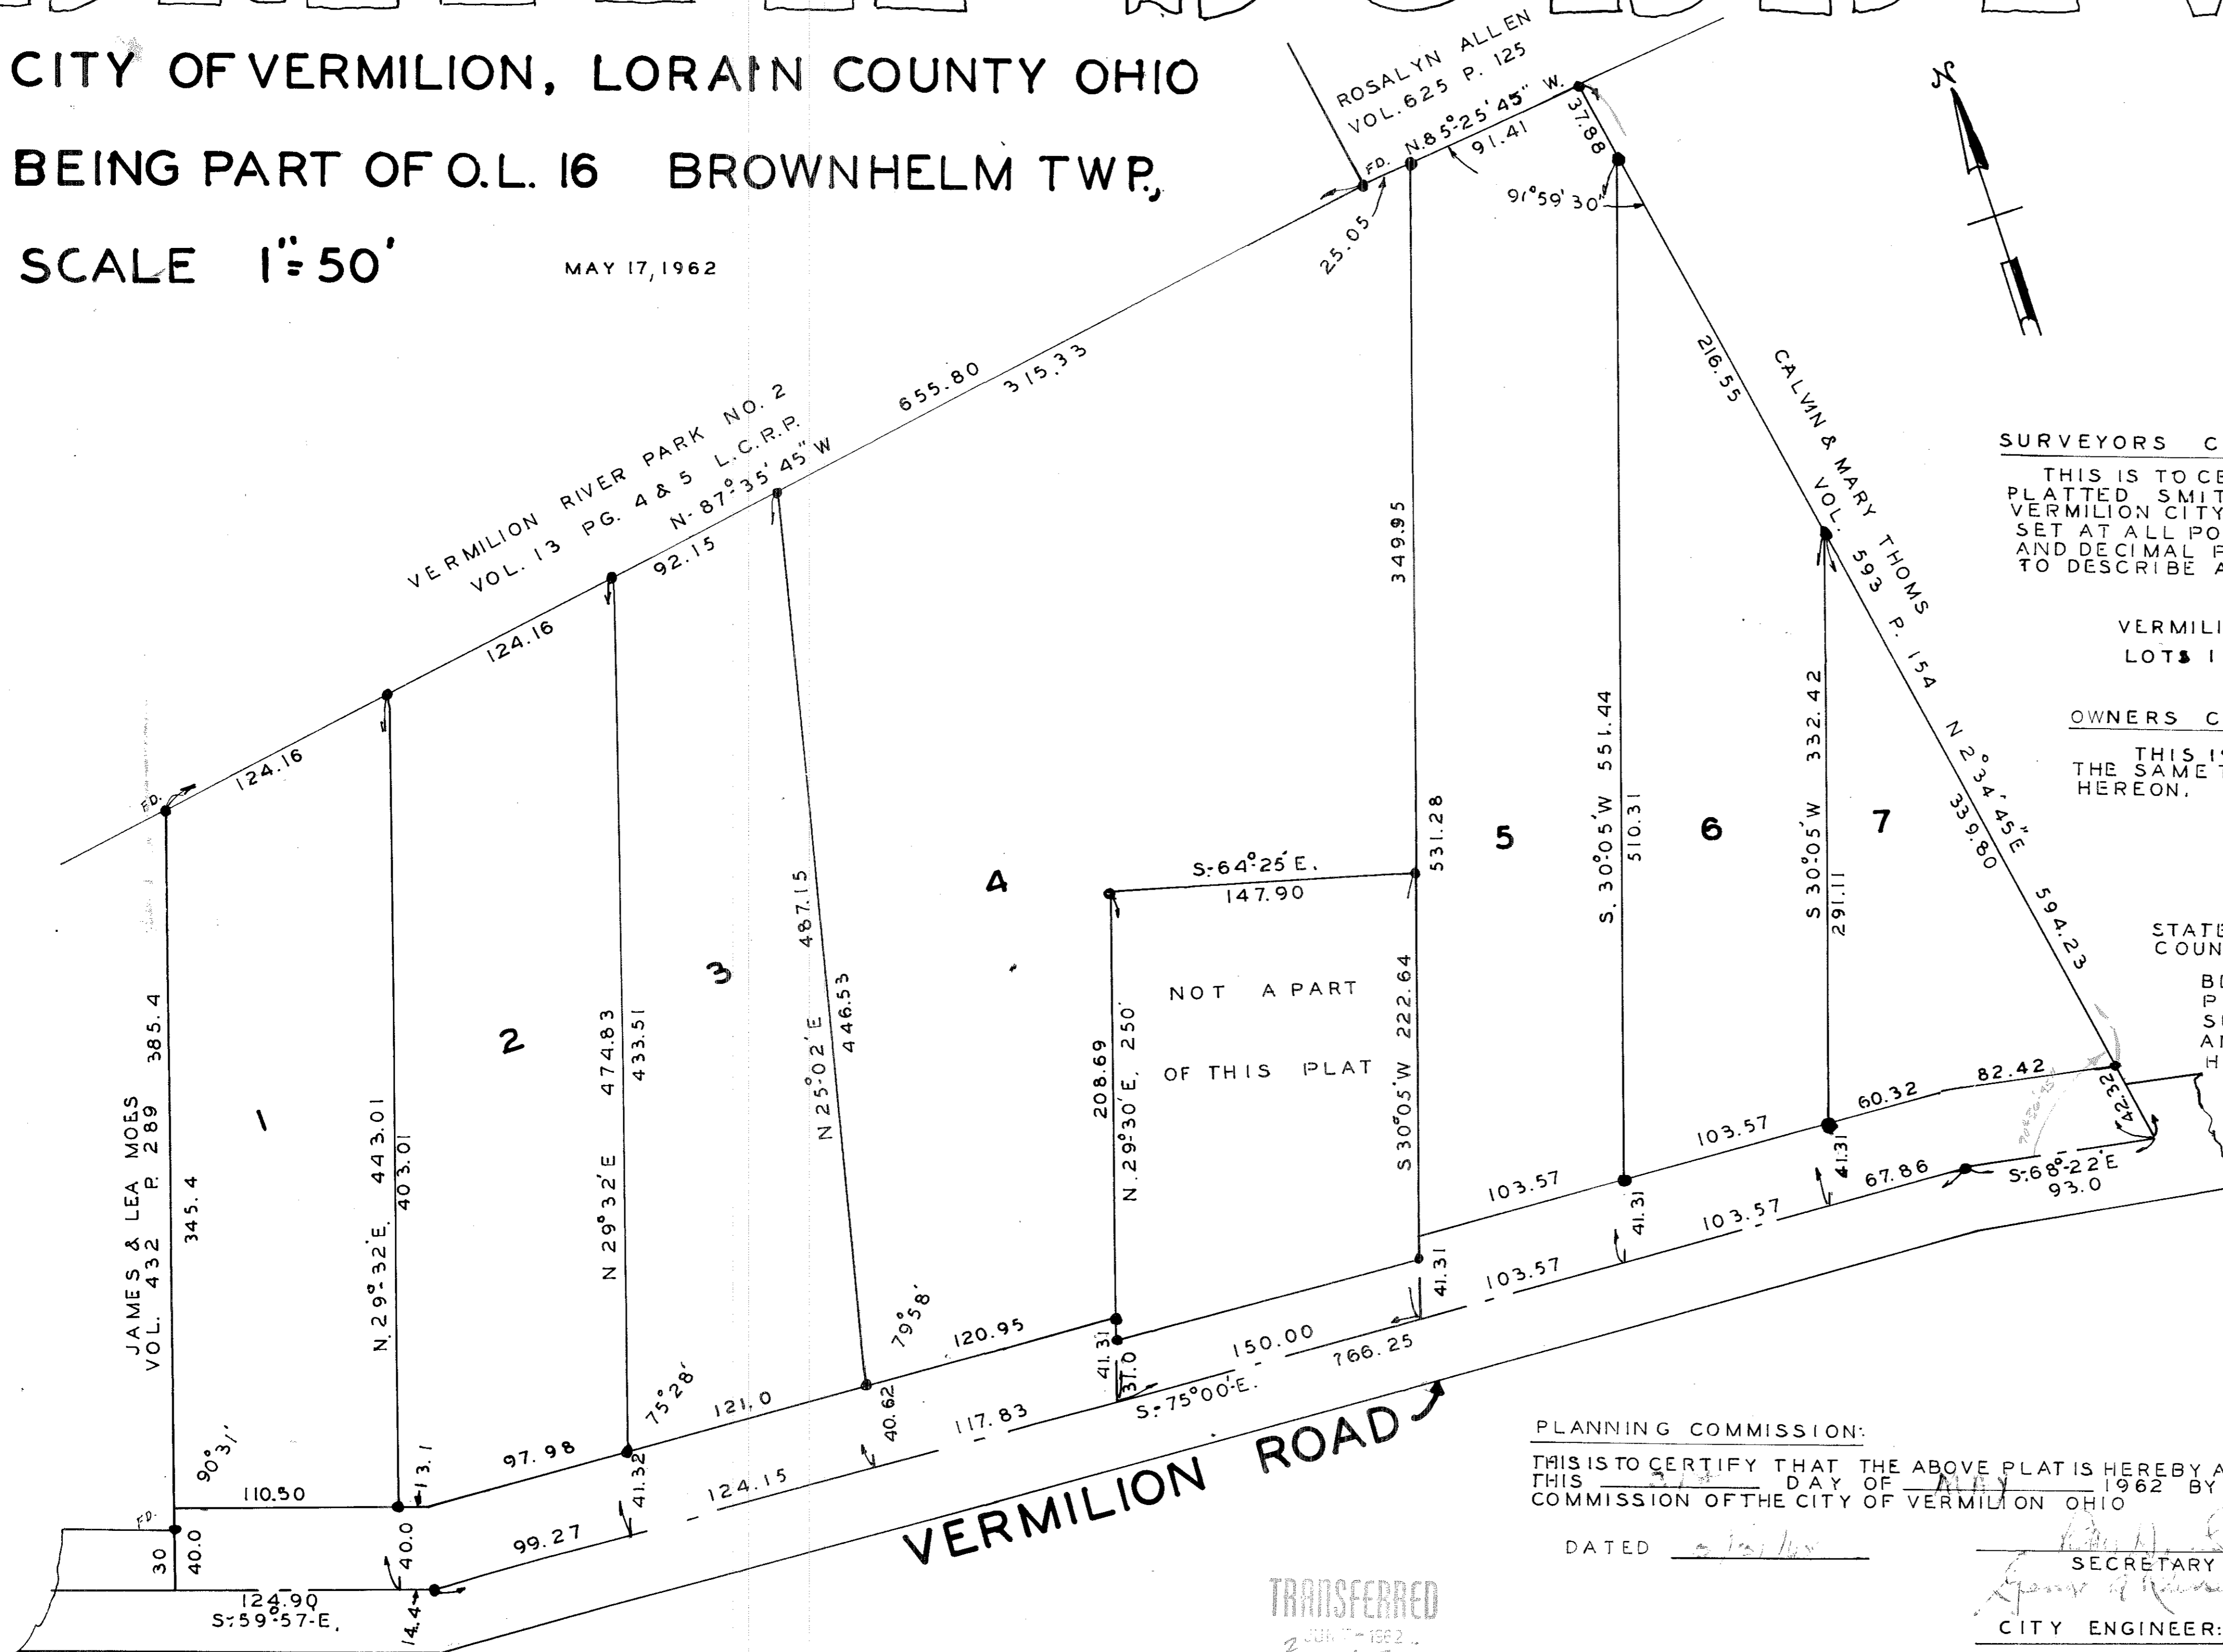 CITY OF VERMILION, LORAIN COUNTY OHIO
BEING PART OF O.L. 16 BROWNHELM TWP.,
SCALE 1"=50'
MAY 17, 1962
ROSALYN ALLEN
VOL. 625 P. 125
N.85°-25'45" W.
91.41
37.88
FD.
25.05
91°59'30"
N
655.80
315.33
VERMILION RIVER PARK NO. 2
VOL. 13 PG. 4 & 5 L.C.R.P.
N-87°-35'45" W
92.15
124.16
124.16
FD.
216.55
CALVIN & MARY THOMS
VOL. 593 P. 154
N 2°34'45"E
339.80
594.23
349.95
531.28
S. 30°-05'W 551.44
510.31
S 30°-05'W 332.42
291.11
1
2
3
4
5
6
7
JAMES & LEA MOES
VOL. 432 P. 289
385.4
345.4
N.29°-32'E. 443.01
403.01
N 29°32'E 474.83
433.51
N 25°-02'E 487.15
446.53
S-64°-25'E.
147.90
208.69
N.29°-30'E, 250'
NOT A PART
OF THIS PLAT
S30°05'W 222.64
90°31'
110.50
13.1
97.98
75°28'
121.0
79°58'
120.95
103.57
103.57
60.32
82.42
42.32
FD.
30
40.0
40.0
14.4
124.90
S-59°-57'-E.
99.27
41.32
124.15
40.62
117.83
41.31
37.0
150.00
S-75°00'-E.
766.25
41.31
103.57
41.31
103.57
41.31
67.86
S-68°-22'E
93.0
VERMILION ROAD
SURVEYORS C
THIS IS TO CE
PLATTED SMIT
VERMILION CITY
SET AT ALL PO
AND DECIMAL P
TO DESCRIBE A
VERMILI
LOTS 1
OWNERS C
THIS IS
THE SAME T
HEREON.
STATE
COUN
BE
P
S
AN
H
PLANNING COMMISSION:
THIS IS TO CERTIFY THAT THE ABOVE PLAT IS HEREBY A
THIS DAY OF MAY 1962 BY
COMMISSION OF THE CITY OF VERMILION OHIO
DATED
SECRETARY
CITY ENGINEER:
TRANSFERRED
JUN 7-1962